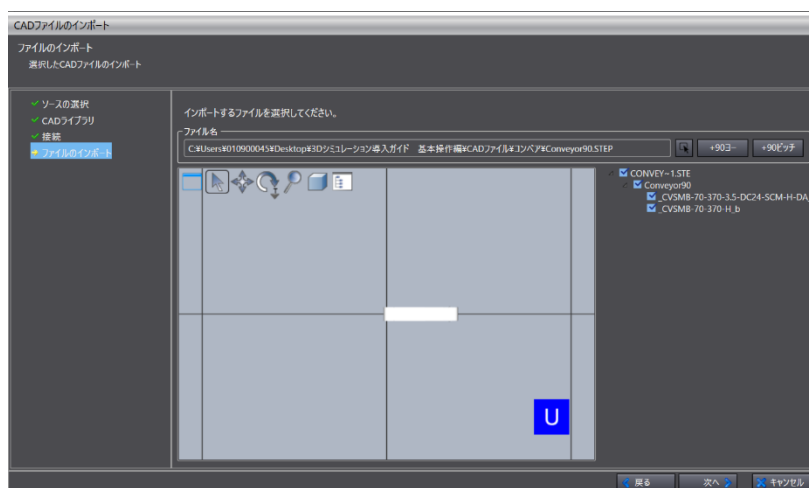 CADファイルのインポート
ファイルのインポート
選択したCADファイルのインポート
ソースの選択
CADライブラリ
接続
ファイルのインポート
インポートするファイルを選択してください。
ファイル名
C:¥Users¥010900045¥Desktop¥3Dシミュレーション導入ガイド 基本操作編¥CADファイル¥コンベア¥Conveyor90.STEP
+90ヨー
+90ピッチ
CONVEY~1.STE
Conveyor90
_CVSMB-70-370-3.5-DC24-SCM-H-DA_
_CVSMB-70-370-H_b
U
戻る
次へ
キャンセル